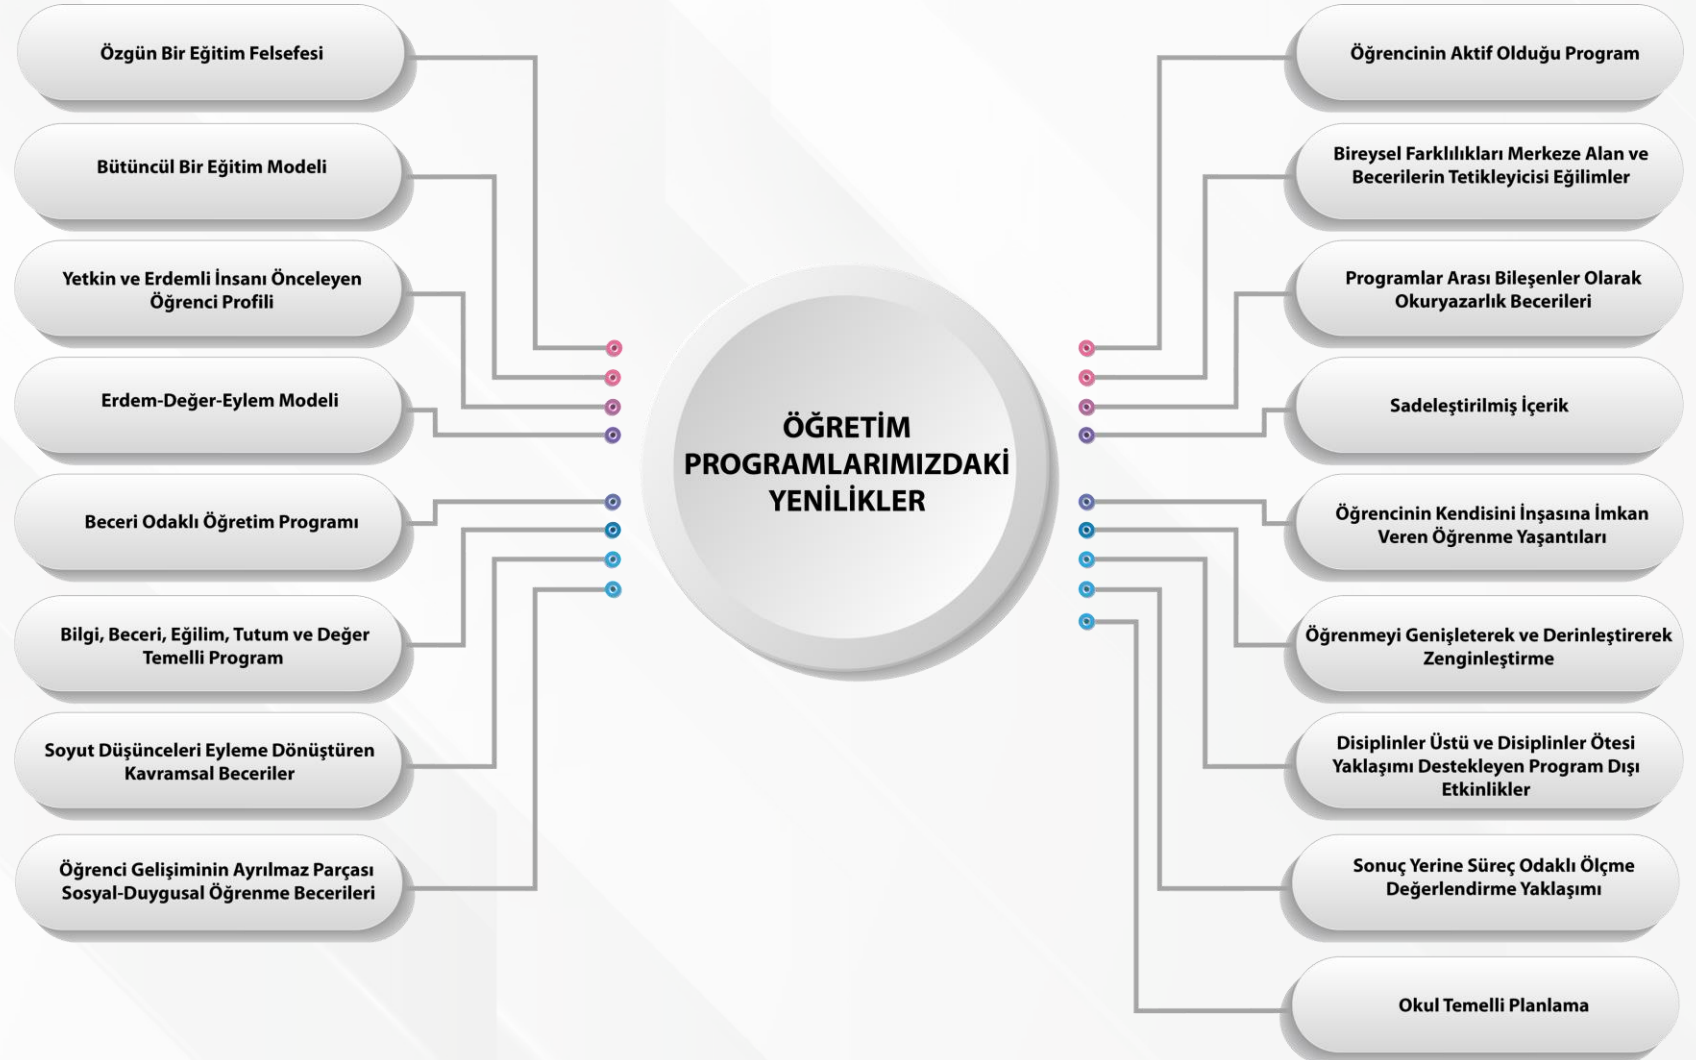 Özgün Bir Eğitim Felsefesi
Bütüncül Bir Eğitim Modeli
Yetkin ve Erdemli İnsanı Önceleyen
Öğrenci Profili
Erdem-Değer-Eylem Modeli
Beceri Odaklı Öğretim Programı
Bilgi, Beceri, Eğilim, Tutum ve Değer
Temelli Program
Soyut Düşünceleri Eyleme Dönüştüren
Kavramsal Beceriler
Öğrenci Gelişiminin Ayrılmaz Parçası
Sosyal-Duygusal Öğrenme Becerileri
ÖĞRETİM
PROGRAMLARIMIZDAKİ
YENİLİKLER
Öğrencinin Aktif Olduğu Program
Bireysel Farklılıkları Merkeze Alan ve
Becerilerin Tetikleyicisi Eğilimler
Programlar Arası Bileşenler Olarak
Okuryazarlık Becerileri
Sadeleştirilmiş İçerik
Öğrencinin Kendisini İnşasına İmkan
Veren Öğrenme Yaşantıları
Öğrenmeyi Genişleterek ve Derinleştirerek
Zenginleştirme
Disiplinler Üstü ve Disiplinler Ötesi
Yaklaşımı Destekleyen Program Dışı
Etkinlikler
Sonuç Yerine Süreç Odaklı Ölçme
Değerlendirme Yaklaşımı
Okul Temelli Planlama